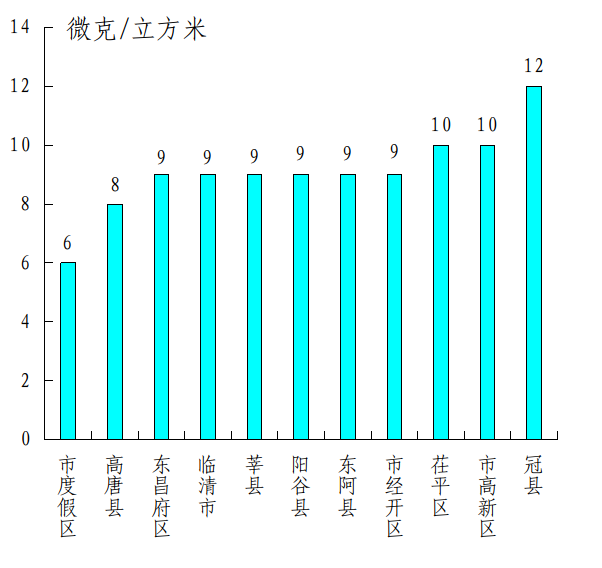 微克/立方米
14
12
10
8
6
4
2
0
6
8
9
9
9
9
9
9
10
10
12
市度假区
高唐县
东昌府区
临清市
莘县
阳谷县
东阿县
市经开区
茌平区
市高新区
冠县